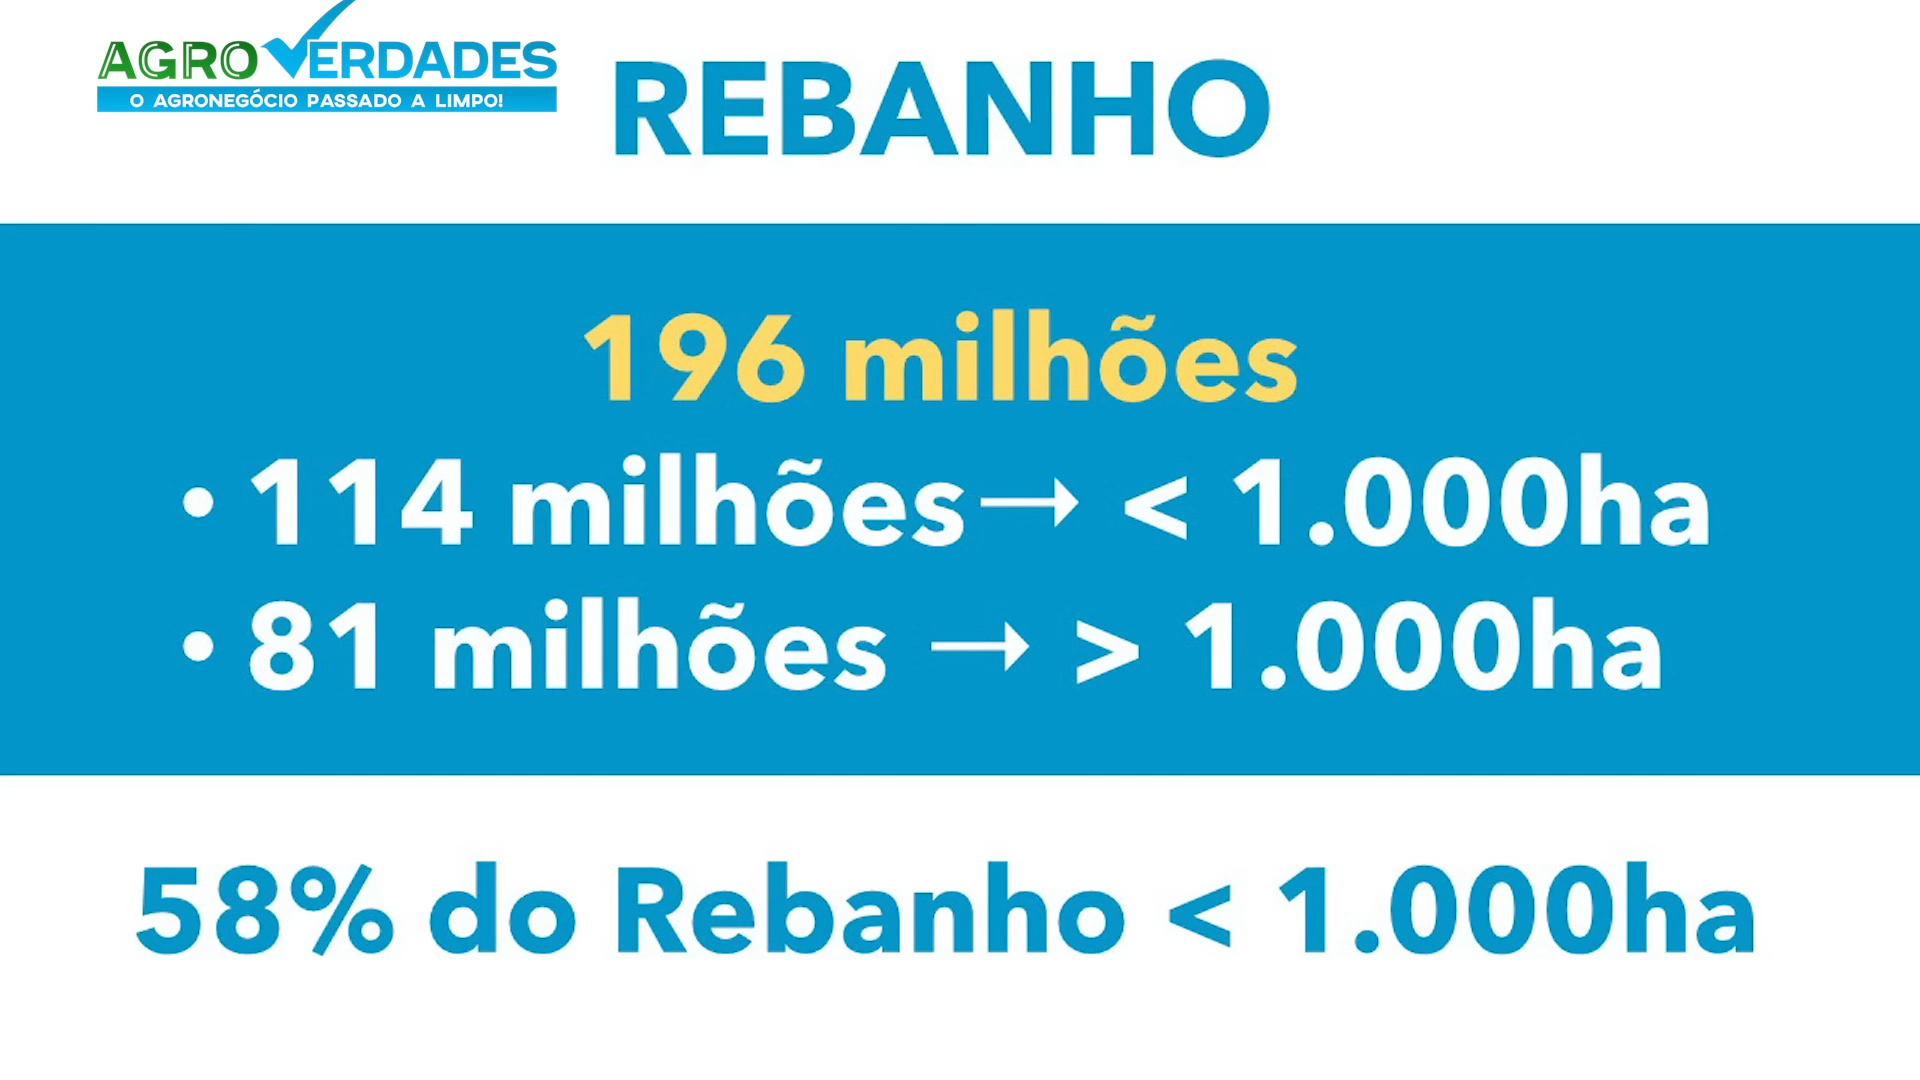 AGROVERDADES
O AGRONEGÓCIO PASSADO A LIMPO!
REBANHO
196 milhões
• 114 milhões→ < 1.000ha
• 81 milhões → > 1.000ha
58% do Rebanho < 1.000ha